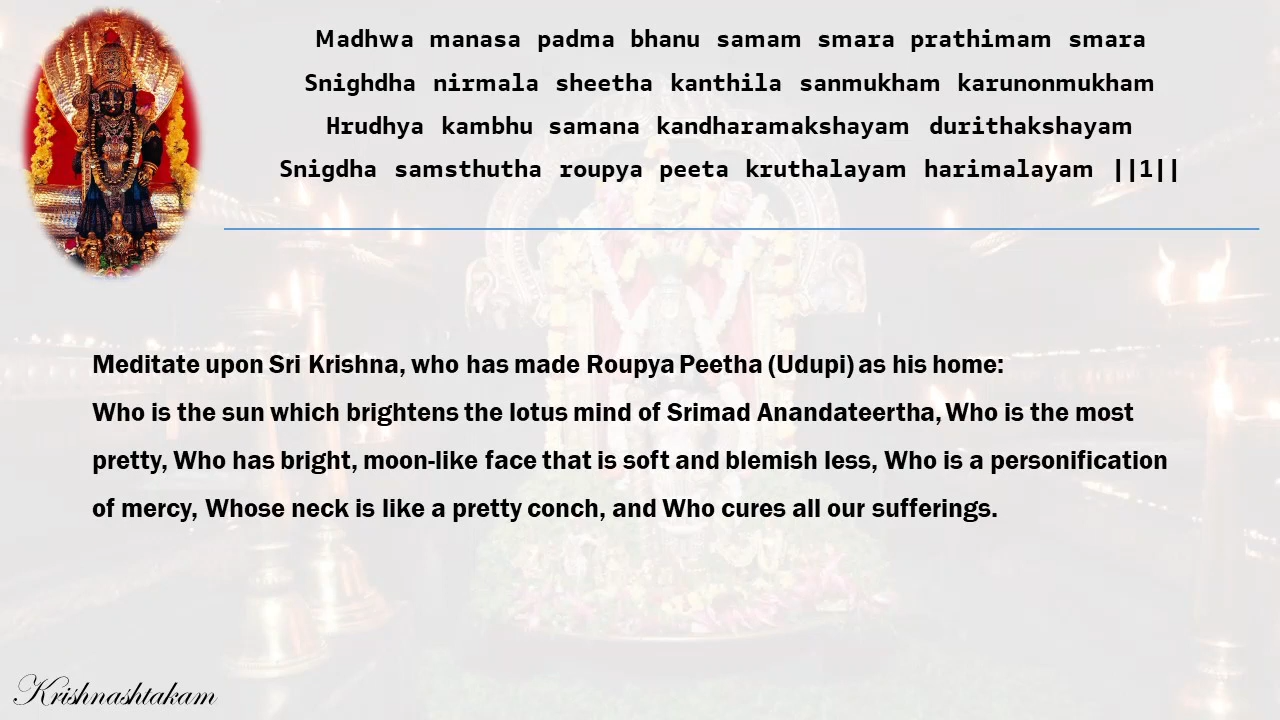 Madhwa manasa padma bhanu samam smara prathimam smara
Snighdha nirmala sheetha kanthila sanmukham karunonmukham
Hrudhya kambhu samana kandharamakshayam durithakshayam
Snigdha samsthutha roupya peeta kruthalayam harimalayam ||1||
Meditate upon Sri Krishna, who has made Roupya Peetha (Udupi) as his home:
Who is the sun which brightens the lotus mind of Srimad Anandateertha, Who is the most
pretty, Who has bright, moon-like face that is soft and blemish less, Who is a personification
of mercy, Whose neck is like a pretty conch, and Who cures all our sufferings.
Krishnashtakam